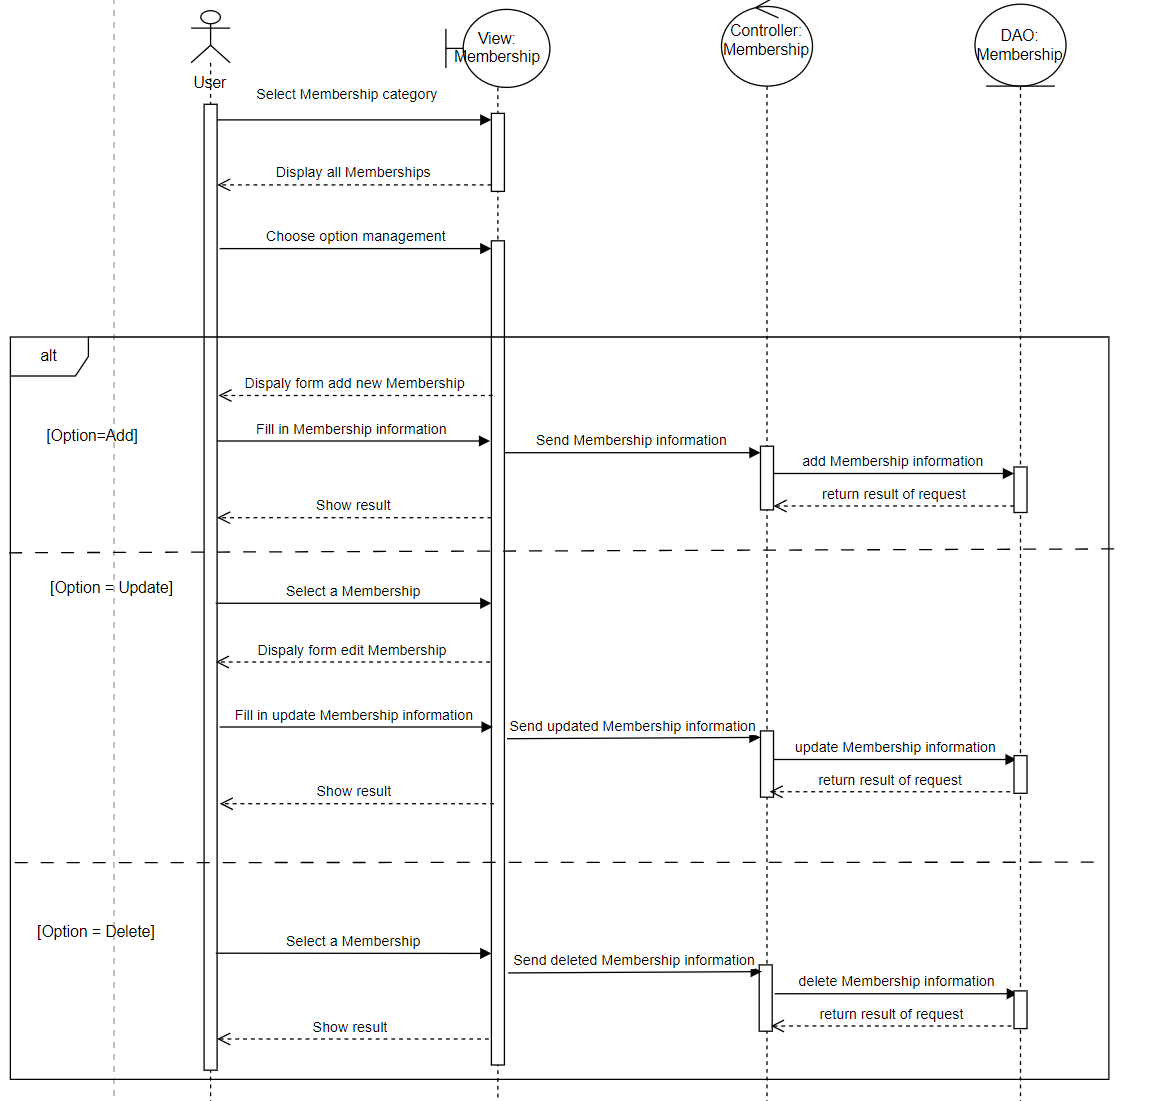 View:
Membership
Controller:
Membership
DAO:
Membership
User
Select Membership category
Display all Memberships
Choose option management
alt
Dispaly form add new Membership
[Option=Add]
Fill in Membership information
Send Membership information
add Membership information
return result of request
Show result
[Option = Update]
Select a Membership
Dispaly form edit Membership
Fill in update Membership information
Send updated Membership information
update Membership information
return result of request
Show result
[Option = Delete]
Select a Membership
Send deleted Membership information
delete Membership information
return result of request
Show result